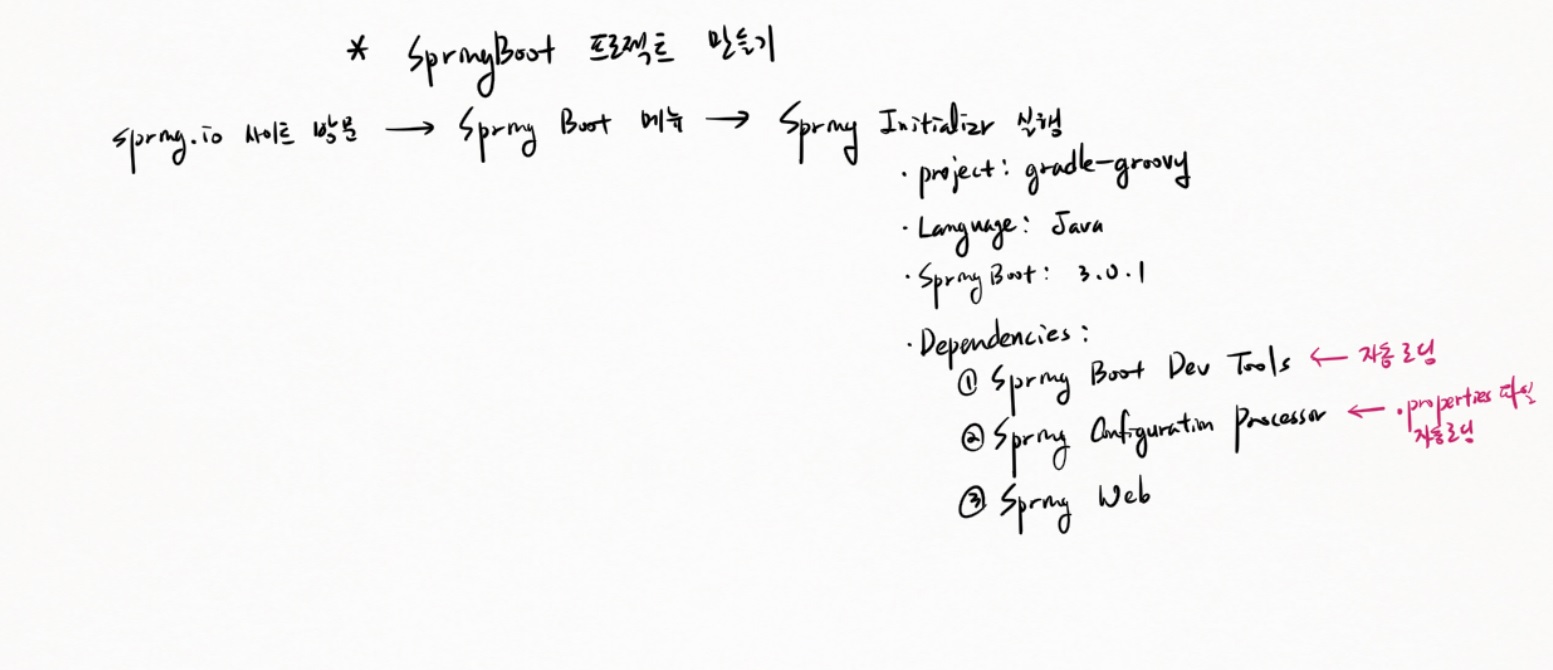 * SpringBoot 프로젝트 만들기
spring.io 사이트 방문 → Spring Boot 메뉴 → Spring Initializr 실행
· project: gradle-groovy
· Language: Java
· Spring Boot: 3.0.1
· Dependencies:
① Spring Boot Dev Tools ← 자동로딩
② Spring Configuration Processor ← .properties 파일
자동로딩
③ Spring Web